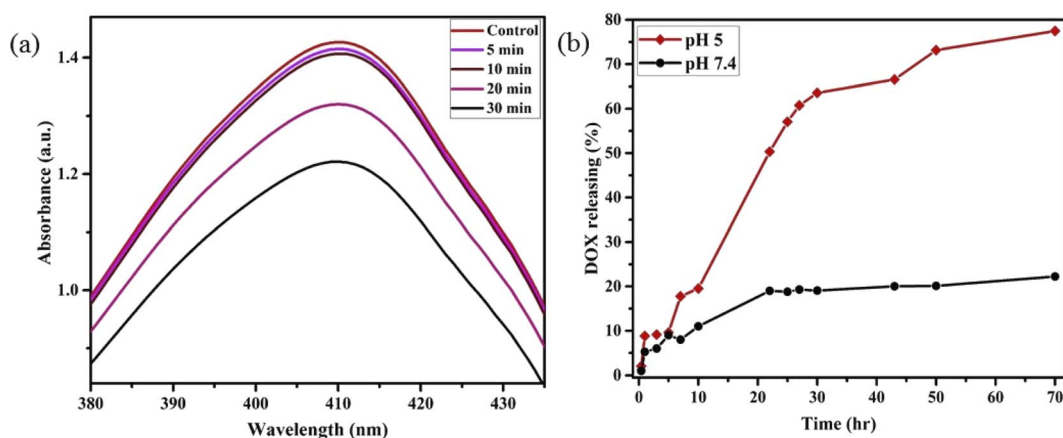 (a)
Control
5 min
10 min
20 min
30 min
1.4
1.2
1.0
Absorbance (a.u.)
380
390
400
410
420
430
Wavelength (nm)
(b)
pH 5
pH 7.4
80
70
60
50
40
30
20
10
0
DOX releasing (%)
0
10
20
30
40
50
60
70
Time (hr)